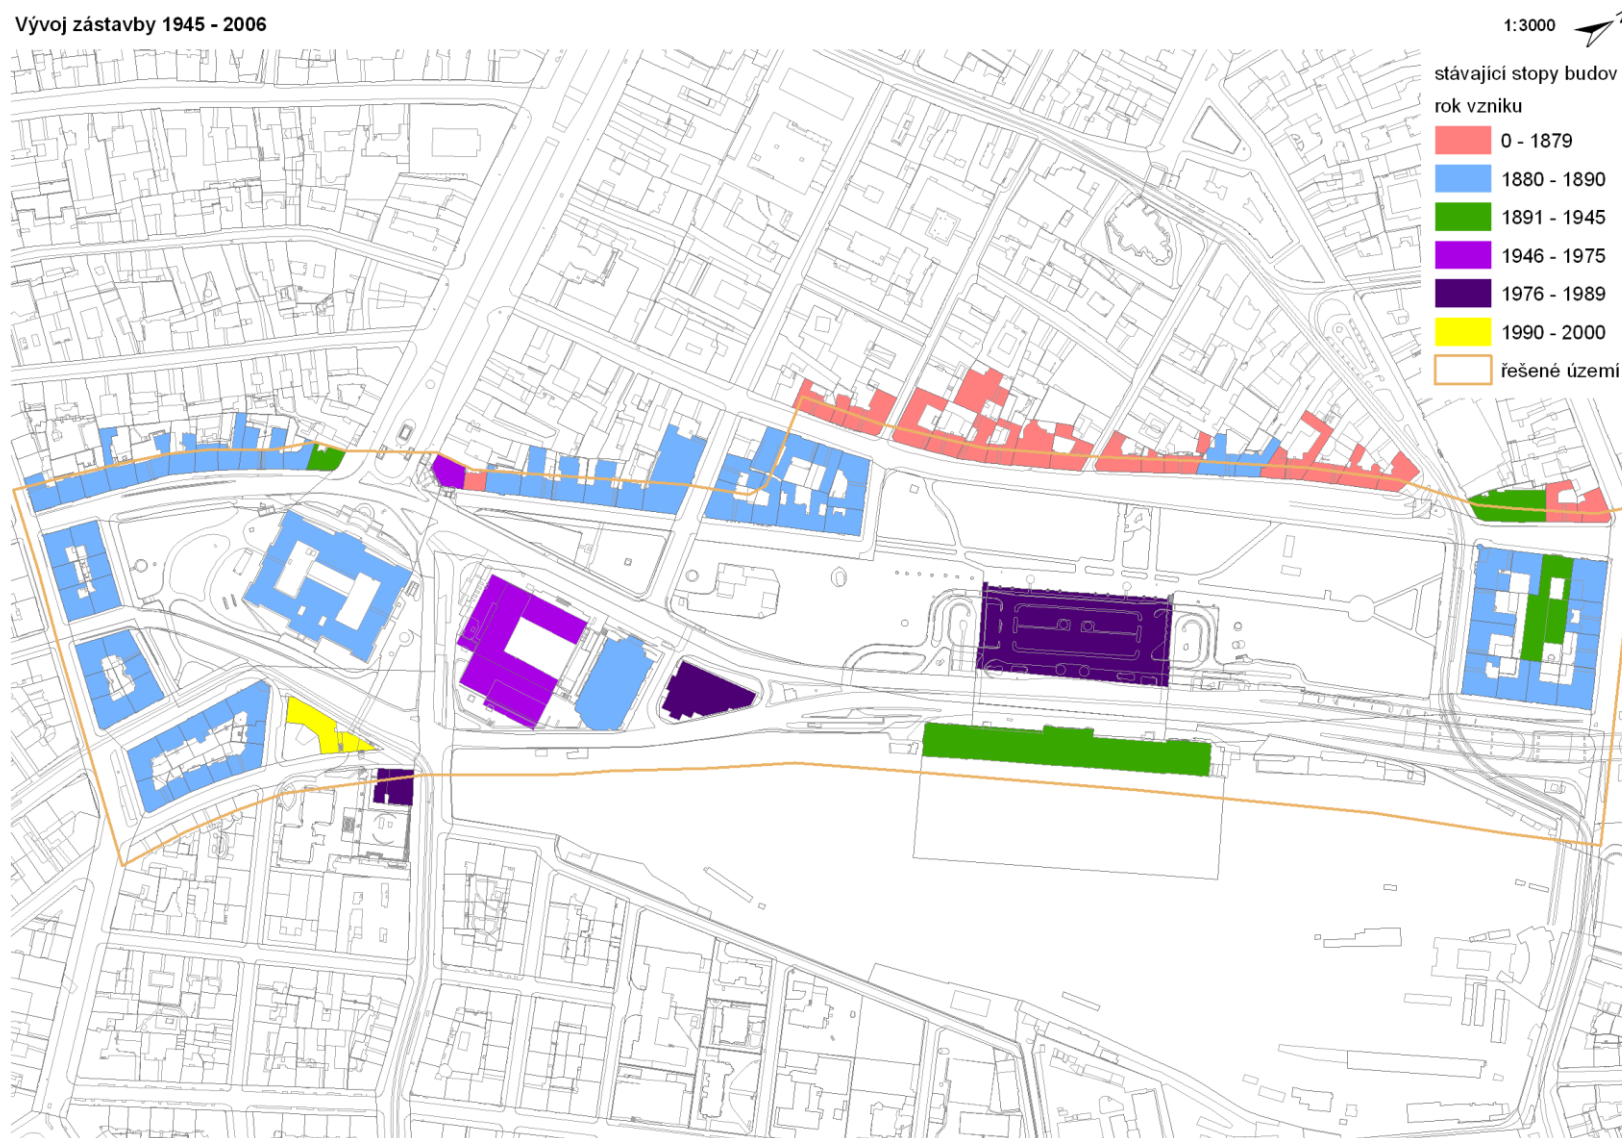 Vývoj zástavby 1945 - 2006
1:3000
stávající stopy budov
rok vzniku
0 - 1879
1880 - 1890
1891 - 1945
1946 - 1975
1976 - 1989
1990 - 2000
řešené území